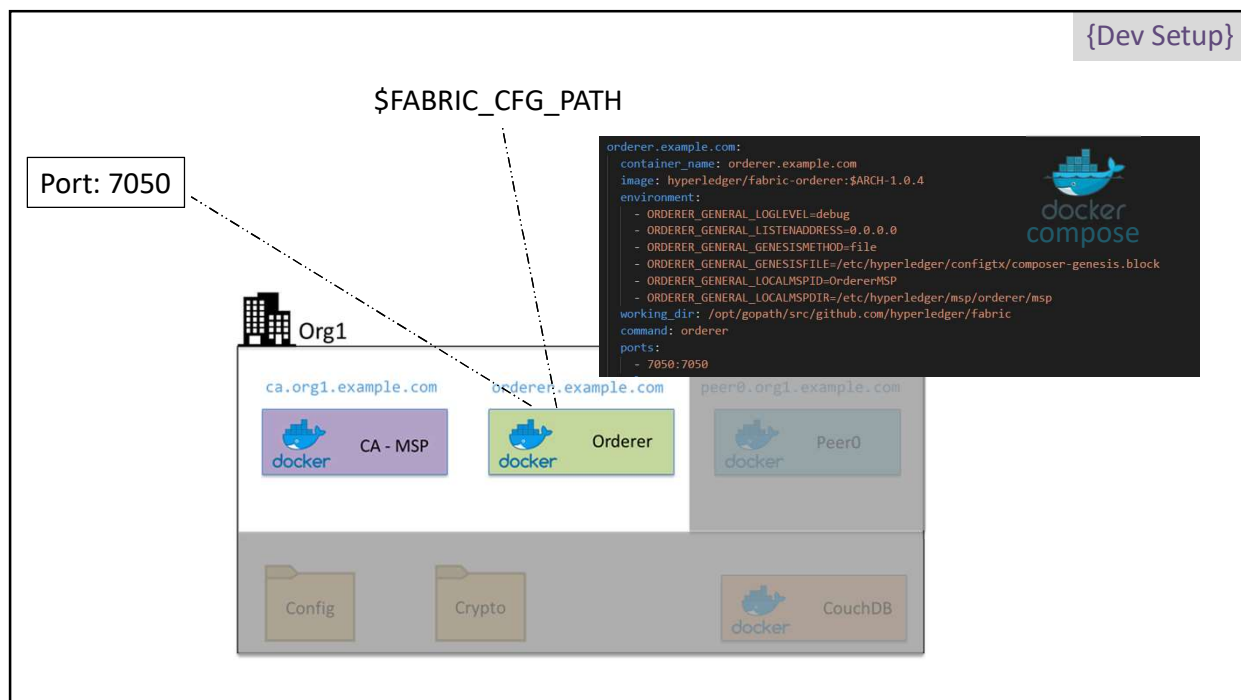 {Dev Setup}
$FABRIC_CFG_PATH
Port: 7050
orderer.example.com:
container_name: orderer.example.com
image: hyperledger/fabric-orderer:$ARCH-1.0.4
environment:
- ORDERER_GENERAL_LOGLEVEL=debug
- ORDERER_GENERAL_LISTENADDRESS=0.0.0.0
- ORDERER_GENERAL_GENESISMETHOD=file
- ORDERER_GENERAL_GENESISFILE=/etc/hyperledger/configtx/composer-genesis.block
- ORDERER_GENERAL_LOCALMSPID=OrdererMSP
- ORDERER_GENERAL_LOCALMSPDIR=/etc/hyperledger/msp/orderer/msp
working_dir: /opt/gopath/src/github.com/hyperledger/fabric
command: orderer
ports:
- 7050:7050
docker
compose
Org1
ca.org1.example.com
orderer.example.com
peer0.org1.example.com
docker
CA - MSP
docker
Orderer
docker
Peer0
Config
Crypto
docker
CouchDB